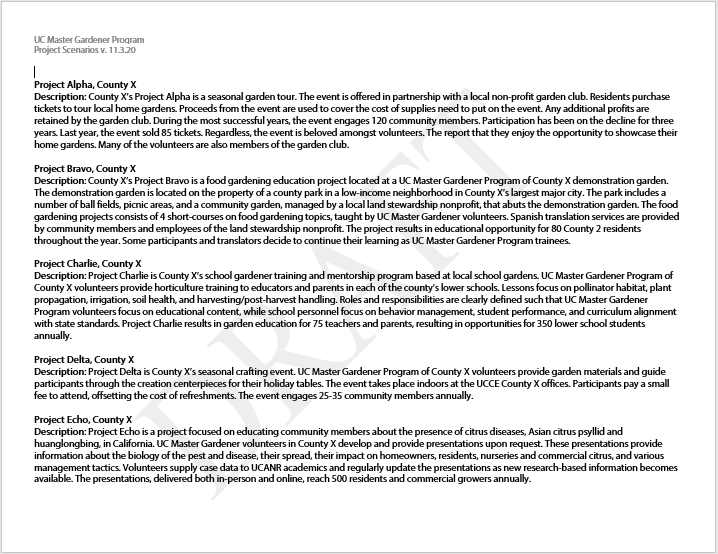 UC Master Gardener Program
Project Scenarios v. 11.3.20
Project Alpha, County X
Description: County X's Project Alpha is a seasonal garden tour. The event is offered in partnership with a local non-profit garden club. Residents purchase
tickets to tour local home gardens. Proceeds from the event are used to cover the cost of supplies need to put on the event. Any additional profits are
retained by the garden club. During the most successful years, the event engages 120 community members. Participation has been on the decline for three
years. Last year, the event sold 85 tickets. Regardless, the event is beloved amongst volunteers. The report that they enjoy the opportunity to showcase their
home gardens. Many of the volunteers are also members of the garden club.
Project Bravo, County X
Description: County X's Project Bravo is a food gardening education project located at a UC Master Gardener Program of County X demonstration garden.
The demonstration garden is located on the property of a county park in a low-income neighborhood in County X's largest major city. The park includes a
number of ball fields, picnic areas, and a community garden, managed by a local land stewardship nonprofit, that abuts the demonstration garden. The food
gardening projects consists of 4 short-courses on food gardening topics, taught by UC Master Gardener volunteers. Spanish translation services are provided
by community members and employees of the land stewardship nonprofit. The project results in educational opportunity for 80 County 2 residents
throughout the year. Some participants and translators decide to continue their learning as UC Master Gardener Program trainees.
Project Charlie, County X
Description: Project Charlie is County X's school gardener training and mentorship program based at local school gardens. UC Master Gardener Program of
County X volunteers provide horticulture training to educators and parents in each of the county's lower schools. Lessons focus on pollinator habitat, plant
propagation, irrigation, soil health, and harvesting/post-harvest handling. Roles and responsibilities are clearly defined such that UC Master Gardener
Program volunteers focus on educational content, while school personnel focus on behavior management, student performance, and curriculum alignment
with state standards. Project Charlie results in garden education for 75 teachers and parents, resulting in opportunities for 350 lower school students
annually.
Project Delta, County X
Description: Project Delta is County X's seasonal crafting event. UC Master Gardener Program of County X volunteers provide garden materials and guide
participants through the creation centerpieces for their holiday tables. The event takes place indoors at the UCCE County X offices. Participants pay a small
fee to attend, offsetting the cost of refreshments. The event engages 25-35 community members annually.
Project Echo, County X
Description: Project Echo is a project focused on educating community members about the presence of citrus diseases, Asian citrus psyllid and
huanglongbing, in California. UC Master Gardener volunteers in County X develop and provide presentations upon request. These presentations provide
information about the biology of the pest and disease, their spread, their impact on homeowners, residents, nurseries and commercial citrus, and various
management tactics. Volunteers supply case data to UCANR academics and regularly update the presentations as new research-based information becomes
available. The presentations, delivered both in-person and online, reach 500 residents and commercial growers annually.
DRAFT